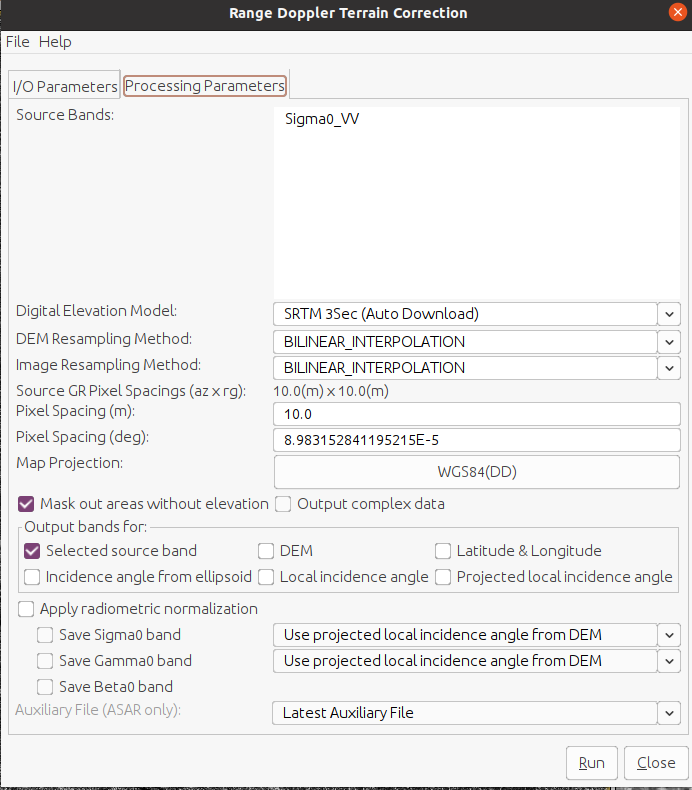 Range Doppler Terrain Correction
File Help
I/O Parameters Processing Parameters
Source Bands: Sigma0_VV
Digital Elevation Model: SRTM 3Sec (Auto Download)
DEM Resampling Method: BILINEAR_INTERPOLATION
Image Resampling Method: BILINEAR_INTERPOLATION
Source GR Pixel Spacings (az x rg): 10.0(m) x 10.0(m)
Pixel Spacing (m): 10.0
Pixel Spacing (deg): 8.983152841195215E-5
Map Projection: WGS84(DD)
Mask out areas without elevation Output complex data
Output bands for:
Selected source band DEM Latitude & Longitude
Incidence angle from ellipsoid Local incidence angle Projected local incidence angle
Apply radiometric normalization
Save Sigma0 band Use projected local incidence angle from DEM
Save Gamma0 band Use projected local incidence angle from DEM
Save Beta0 band
Auxiliary File (ASAR only): Latest Auxiliary File
Run Close